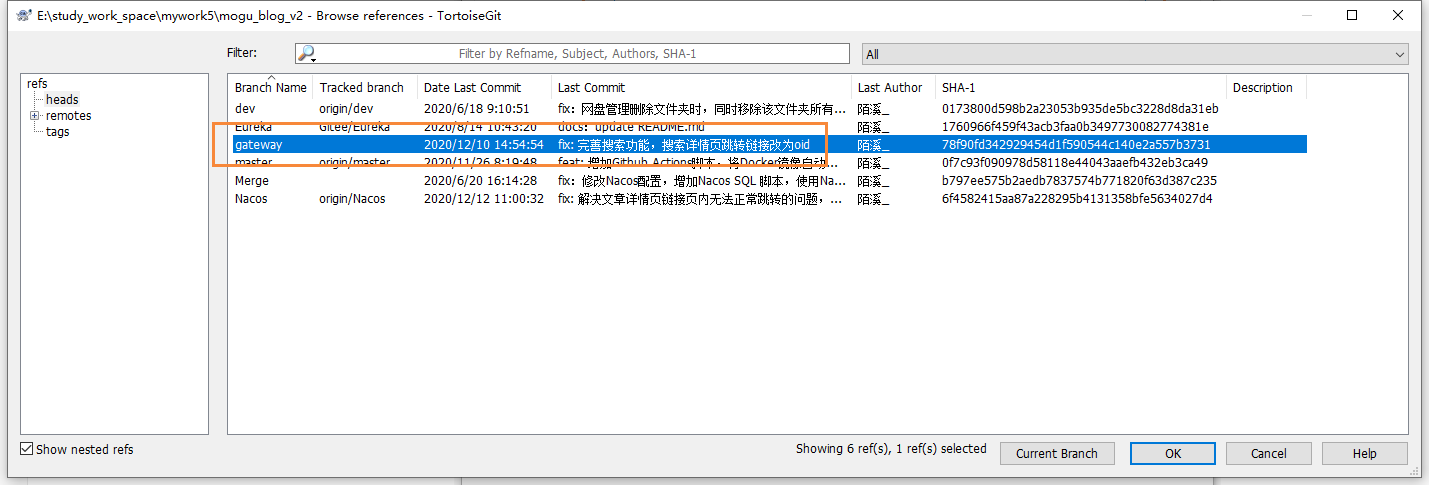 E:\study_work_space\mywork5\mogu_blog_v2 - Browse references - TortoiseGit
Filter: Filter by Refname, Subject, Authors, SHA-1 All
refs
heads
remotes
tags
Branch Name Tracked branch Date Last Commit Last Commit Last Author SHA-1 Description
dev origin/dev 2020/6/18 9:10:51 fix: 网盘管理删除文件夹时，同时移除该文件夹所有... 陌溪_ 0173800d598b2a23053b935de5bc3228d8da31eb
Eureka Gitee/Eureka 2020/8/14 10:43:20 docs: update README.md 陌溪_ 1760966f459f43acb3faa0b3497730082774381e
gateway 2020/12/10 14:54:54 fix: 完善搜索功能，搜索详情页跳转链接改为oid 陌溪_ 78f90fd342929454d1f590544c140e2a557b3731
master origin/master 2020/11/26 8:19:48 feat: 增加Github Actions脚本，将Docker镜像自动... 陌溪_ 0f7c93f090978d58118e44043aaefb432eb3ca49
Merge 2020/6/20 16:14:28 fix: 修改Nacos配置，增加Nacos SQL 脚本，使用Na... 陌溪_ b797ee575b2aedb7837574b771820f63d387c235
Nacos origin/Nacos 2020/12/12 11:00:32 fix: 解决文章详情页链接页内无法正常跳转的问题，... 陌溪_ 6f4582415aa87a228295b4131358bfe5634027d4
Show nested refs
Showing 6 ref(s), 1 ref(s) selected
Current Branch OK Cancel Help